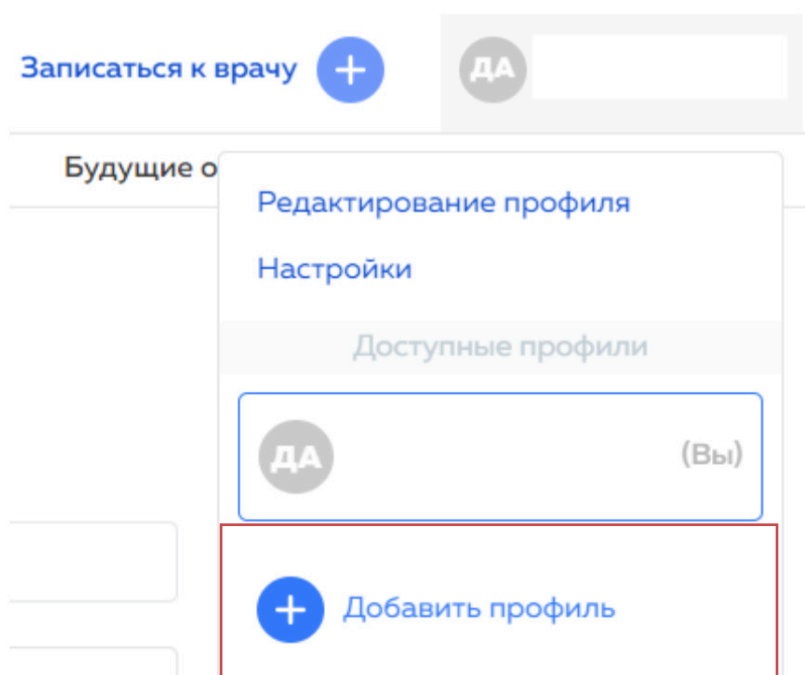 Записаться к врачу
ДА
Будущие о
Редактирование профиля
Настройки
Доступные профили
ДА
(Вы)
Добавить профиль